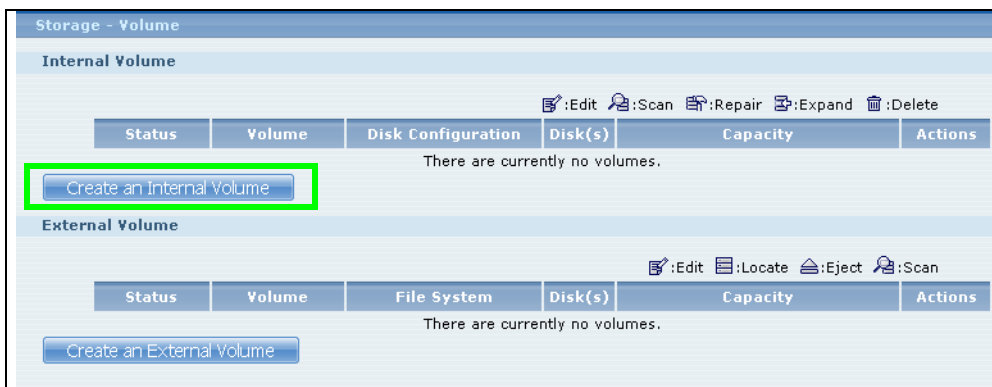 Storage - Volume
Internal Volume
:Edit :Scan :Repair :Expand :Delete
Status Volume Disk Configuration Disk(s) Capacity Actions
There are currently no volumes.
Create an Internal Volume
External Volume
:Edit :Locate :Eject :Scan
Status Volume File System Disk(s) Capacity Actions
There are currently no volumes.
Create an External Volume